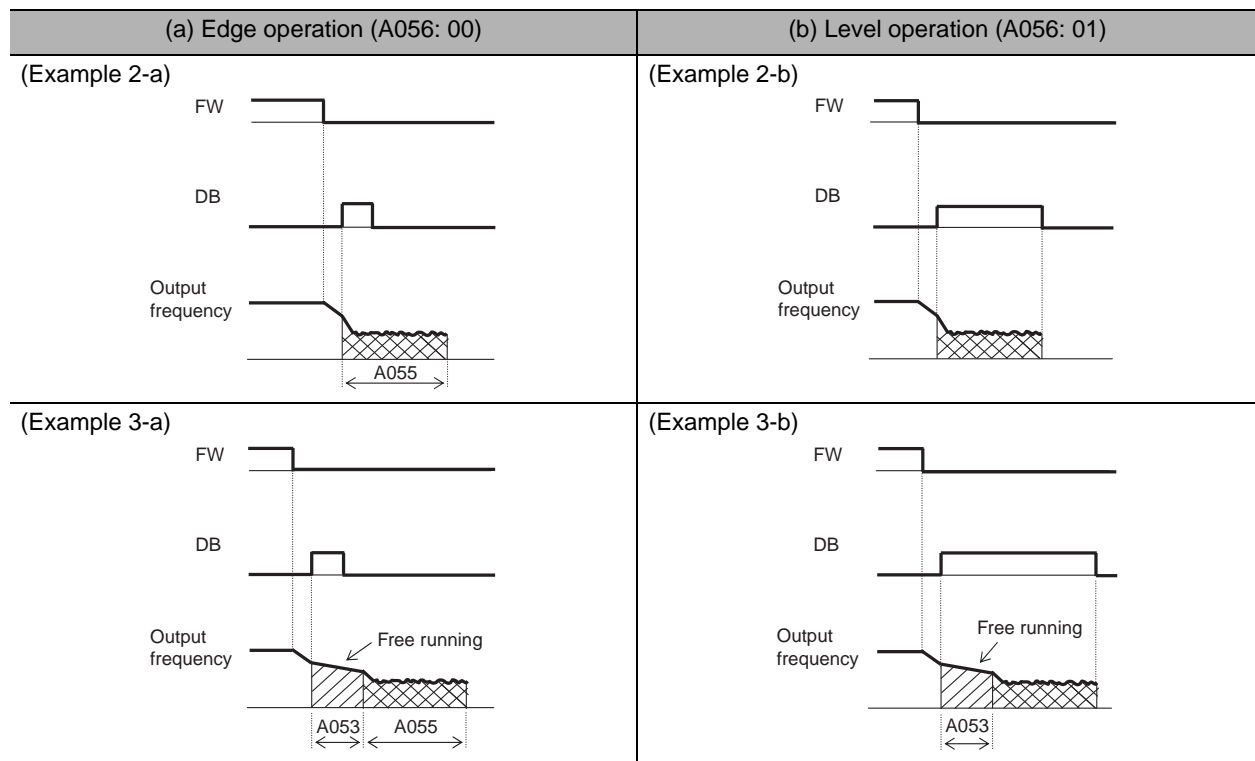 (a) Edge operation (A056: 00)
(b) Level operation (A056: 01)
(Example 2-a)
FW
DB
Output
frequency
A055
(Example 2-b)
FW
DB
Output
frequency
(Example 3-a)
FW
DB
Output
frequency
Free running
A053
A055
(Example 3-b)
FW
DB
Output
frequency
Free running
A053